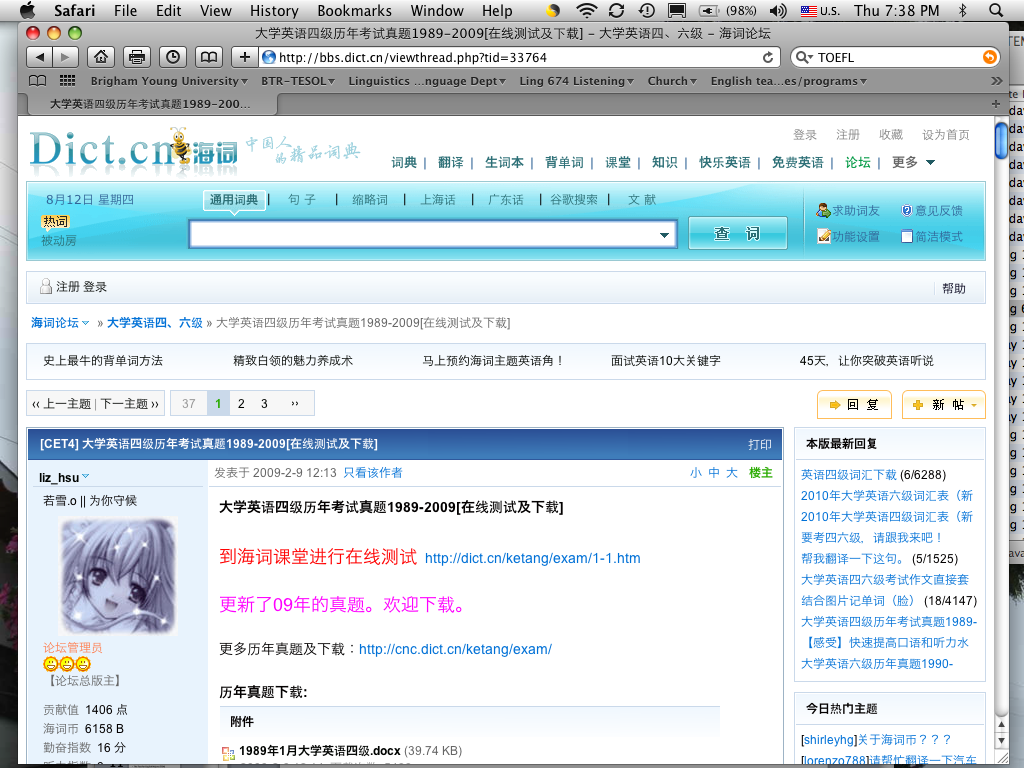 Safari File Edit View History Bookmarks Window Help (98%) U.S. Thu 7:38 PM
大学英语四级历年考试真题1989-2009[在线测试及下载] – 大学英语四、六级 – 海词论坛
http://bbs.dict.cn/viewthread.php?tid=33764 TOEFL
Brigham Young University BTR-TESOL Linguistics ...nguage Dept Ling 674 Listening Church English tea...es/programs
大学英语四级历年考试真题1989-200...
Dict.cn 海词 中国人的精品词典
登录 注册 收藏 设为首页
词典 | 翻译 | 生词本 | 背单词 | 课堂 | 知识 | 快乐英语 | 免费英语 | 论坛 | 更多
8月12日 星期四
通用词典 | 句子 | 缩略词 | 上海话 | 广东话 | 谷歌搜索 | 文献
热词
被动房
查 词
求助词友 意见反馈
功能设置 简洁模式
注册 登录 帮助
海词论坛 » 大学英语四、六级 » 大学英语四级历年考试真题1989-2009[在线测试及下载]
史上最牛的背单词方法 精致白领的魅力养成术 马上预约海词主题英语角！ 面试英语10大关键字 45天，让你突破英语听说
‹‹ 上一主题 | 下一主题 ›› 37 1 2 3 ›› 回 复 新 帖
[CET4] 大学英语四级历年考试真题1989-2009[在线测试及下载] 打印
liz_hsu
若雪.o || 为你守候
论坛管理员
【论坛总版主】
贡献值 1406 点
海词币 6158 B
勤奋指数 16 分
发表于 2009-2-9 12:13 只看该作者 小 中 大 楼主
大学英语四级历年考试真题1989-2009[在线测试及下载]
到海词课堂进行在线测试 http://dict.cn/ketang/exam/1-1.htm
更新了09年的真题。欢迎下载。
更多历年真题及下载：http://cnc.dict.cn/ketang/exam/
历年真题下载:
附件
1989年1月大学英语四级.docx (39.74 KB)
本版最新回复
英语四级词汇下载 (6/6288)
2010年大学英语六级词汇表（新
2010年大学英语四级词汇表（新
要考四六级，请跟我来吧！
帮我翻译一下这句。 (5/1525)
大学英语四六级考试作文直接套
结合图片记单词（脸） (18/4147)
大学英语四级历年考试真题1989-
【感受】快速提高口语和听力水
大学英语六级历年真题1990-
今日热门主题
[shirleyhg]关于海词币？？？
[lorenzo788]请帮忙翻译一下汽车